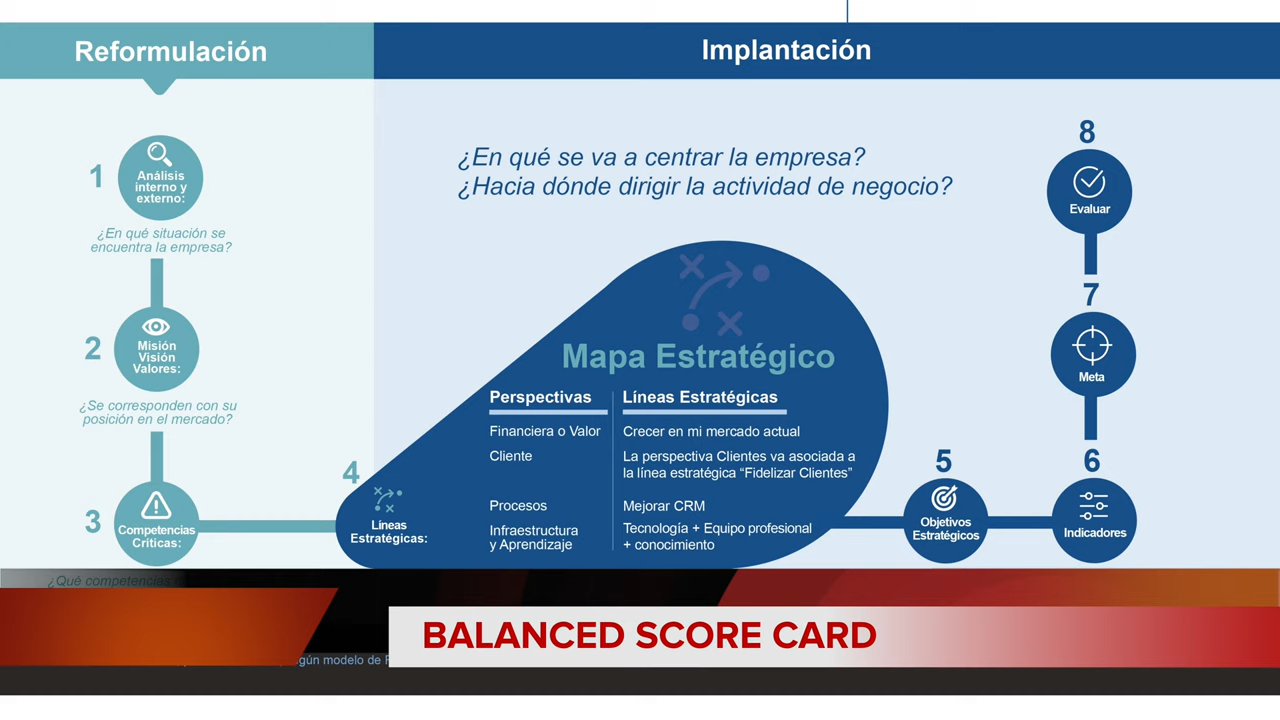 Reformulación
Implantación
1
Análisis
interno y
externo:
¿En qué situación se
encuentra la empresa?
2
Misión
Visión
Valores:
¿Se corresponden con su
posición en el mercado?
3
Competencias
Críticas:
¿Qué competencias
¿En qué se va a centrar la empresa?
¿Hacia dónde dirigir la actividad de negocio?
4
Líneas
Estratégicas:
Mapa Estratégico
Perspectivas
Líneas Estratégicas
Financiera o Valor
Crecer en mi mercado actual
Cliente
La perspectiva Clientes va asociada a
la línea estratégica “Fidelizar Clientes”
Procesos
Mejorar CRM
Infraestructura
y Aprendizaje
Tecnología + Equipo profesional
+ conocimiento
5
Objetivos
Estratégicos
6
Indicadores
7
Meta
8
Evaluar
BALANCED SCORE CARD
modelo de